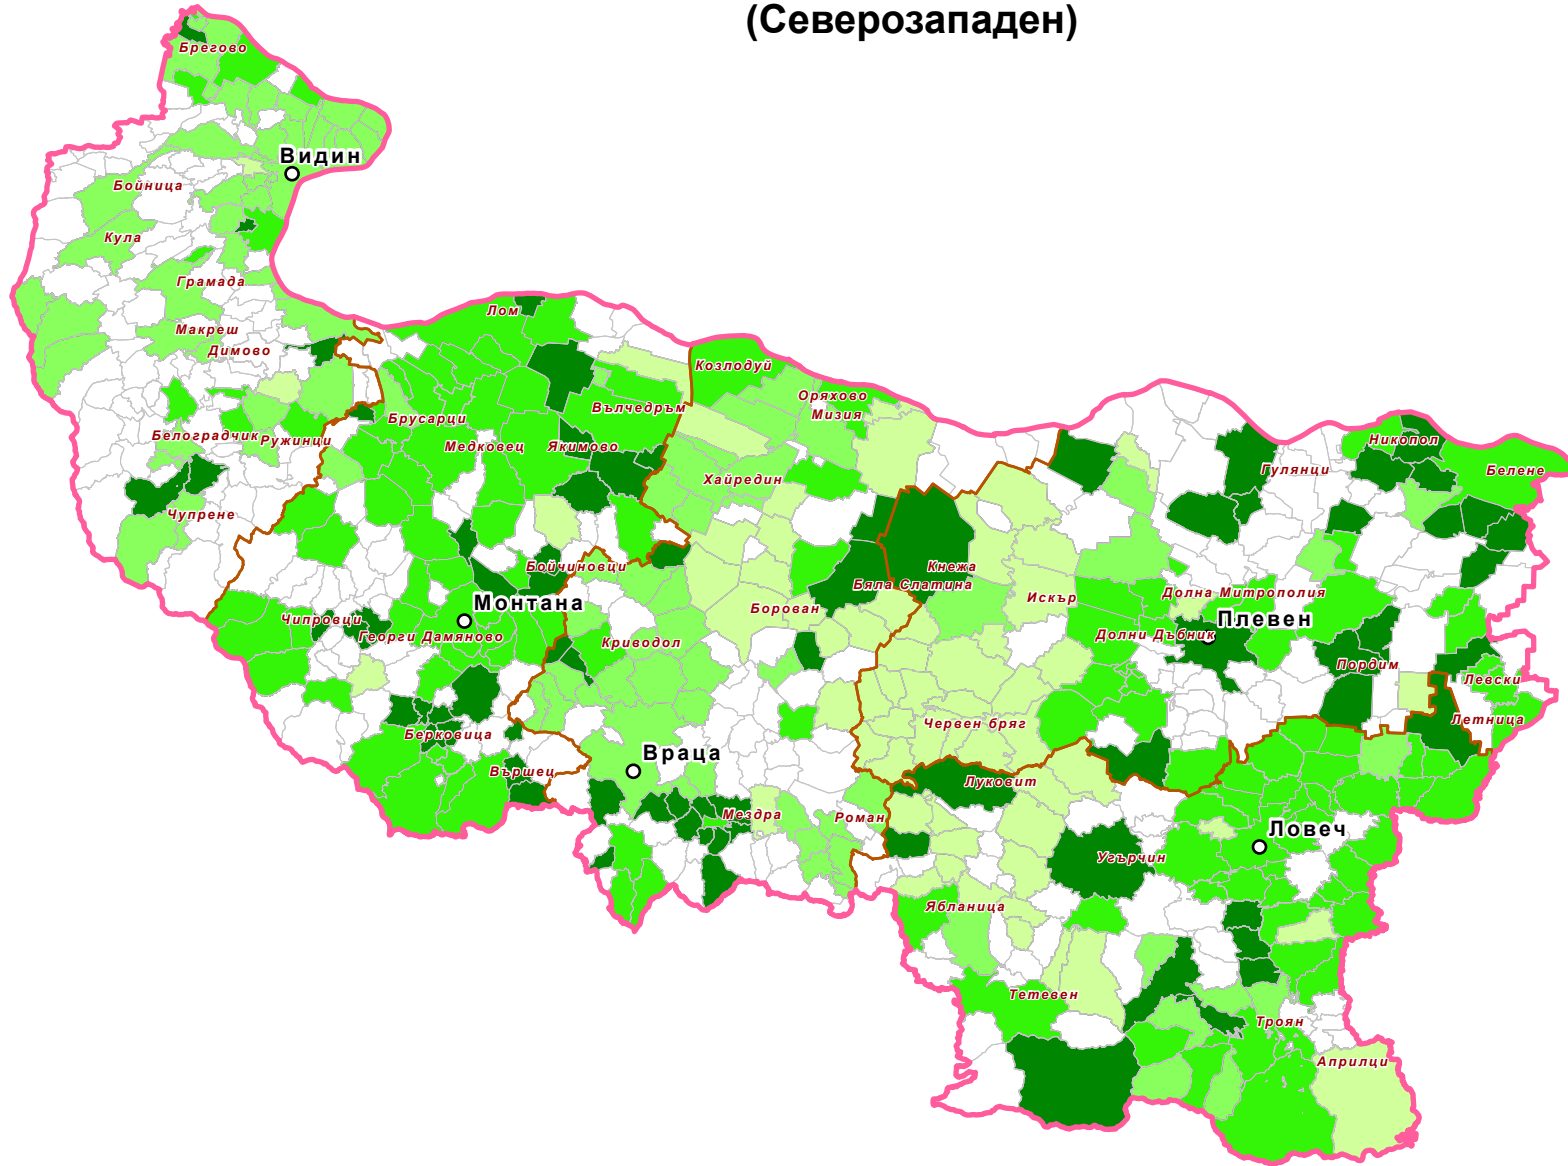 (Северозападен)
Брегово
Видин
Бойница
Кула
Грамада
Макреш
Димово
Лом
Козлодуй
Оряхово
Мизия
Вълчедръм
Брусарци
Белоградчик
Ружинци
Медковец
Якимово
Никопол
Гулянци
Белене
Хайредин
Чупрене
Бойчиновци
Кнежа
Бяла Слатина
Искър
Долна Митрополия
Монтана
Борован
Чипровци
Георги Дамяново
Криводол
Плевен
Долни Дъбник
Пордим
Левски
Летница
Червен бряг
Берковица
Враца
Вършец
Луковит
Мездра
Роман
Ловеч
Угърчин
Ябланица
Тетевен
Троян
Априлци